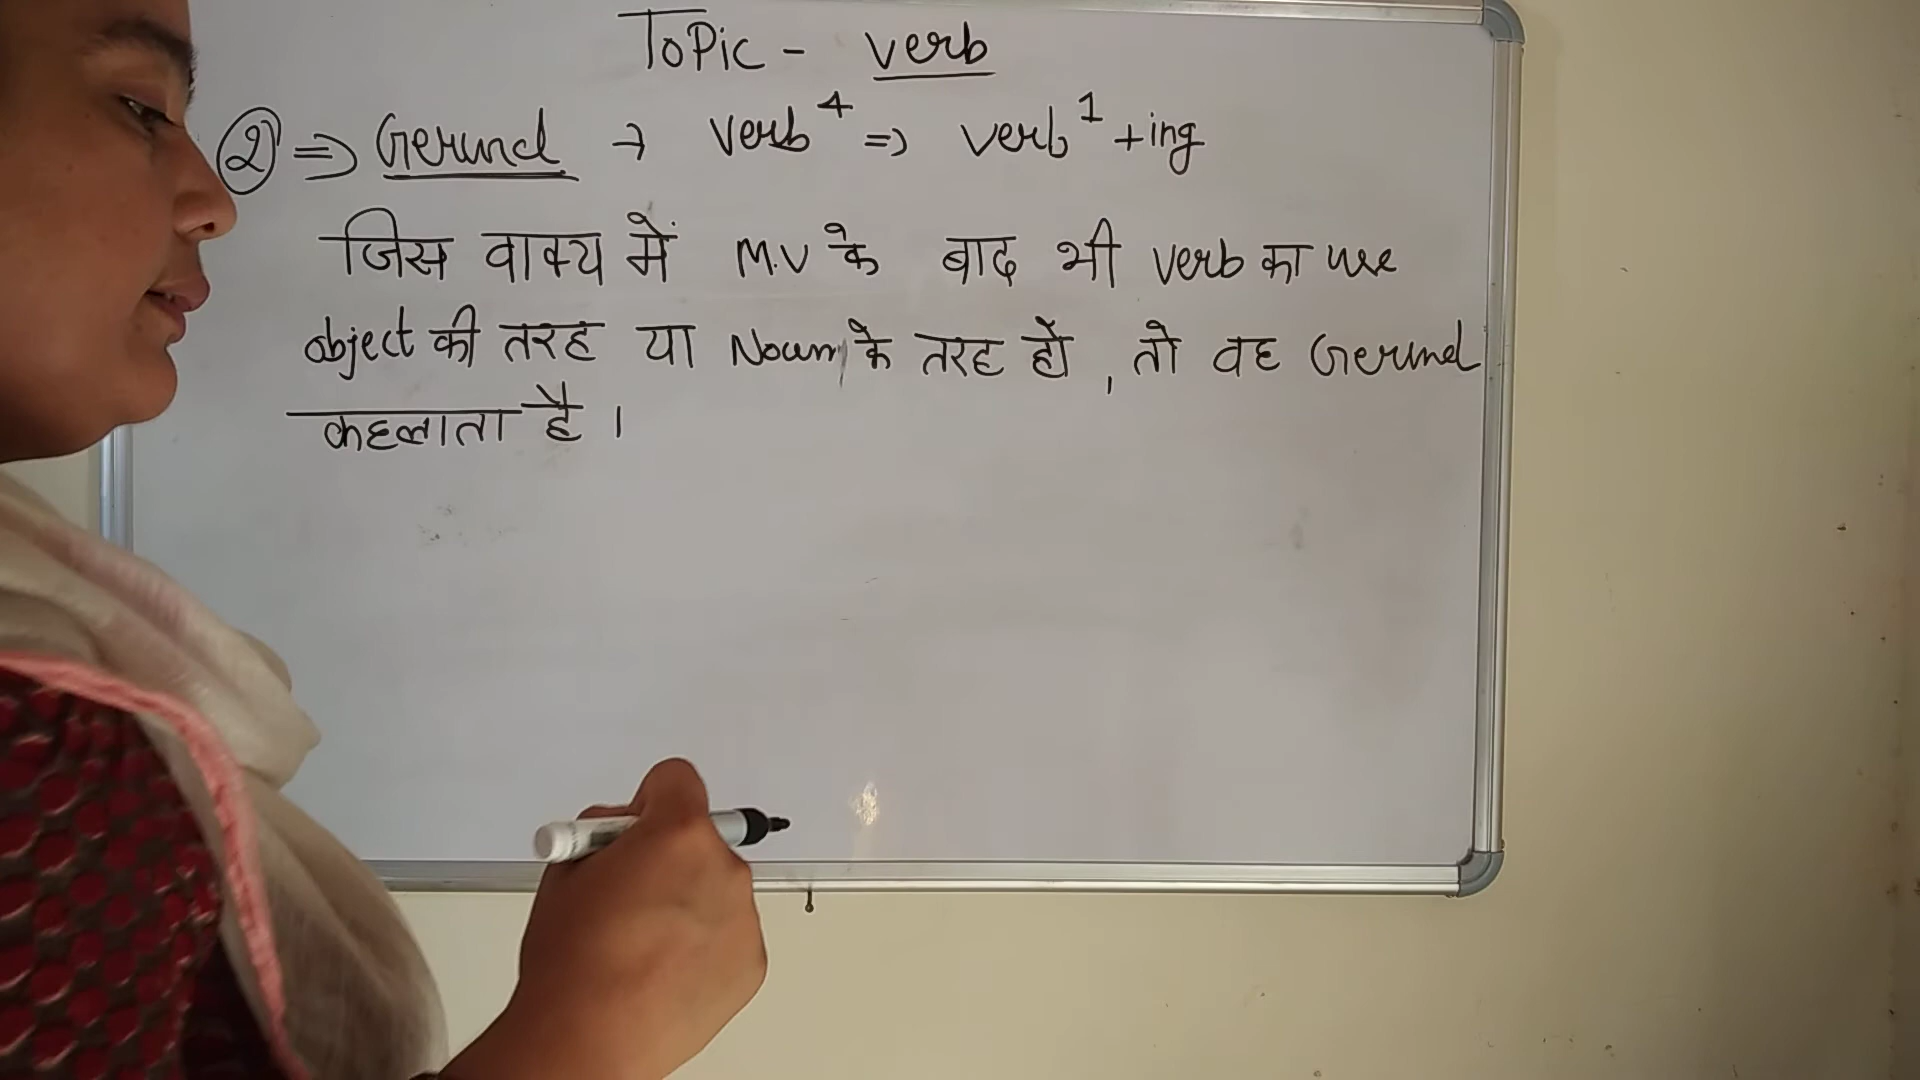 Topic - verb
② ⇒ Gerund → verb⁴ ⇒ verb¹ + ing
जिस वाक्य में M.V के बाद भी verb का use
object की तरह या Noun के तरह हो, तो वह Gerund
कहलाता है।